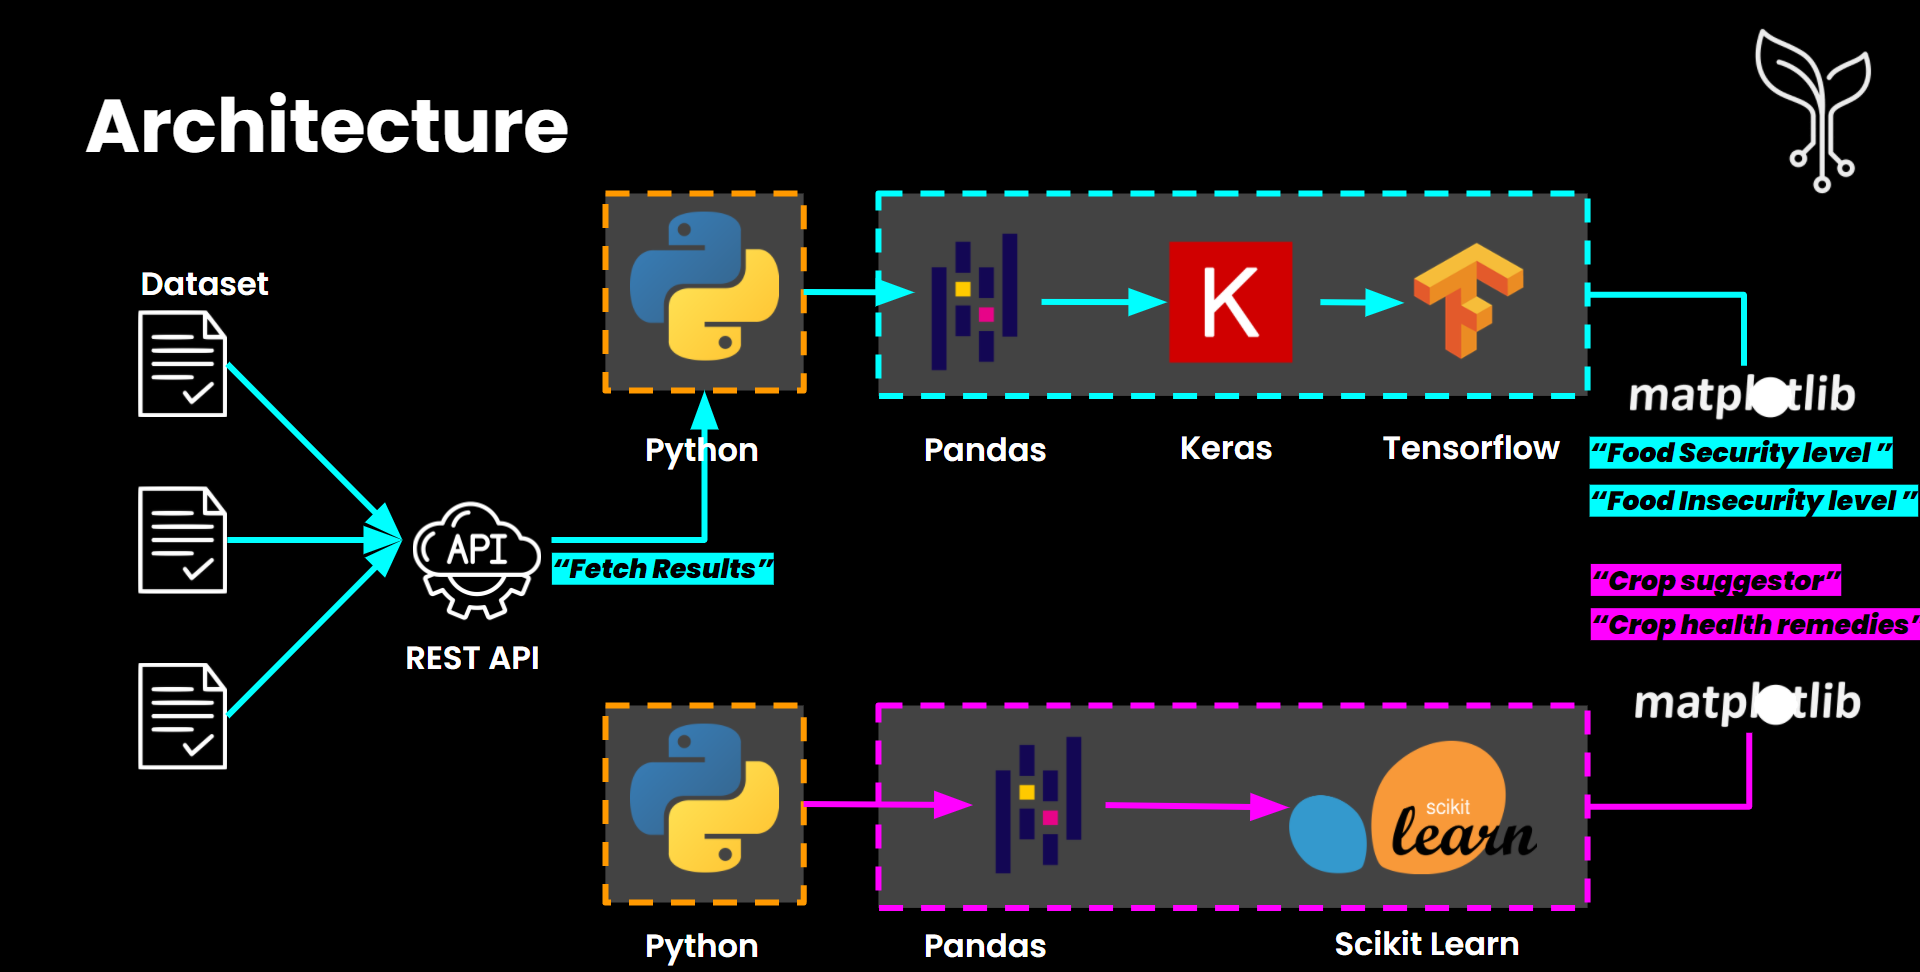 Architecture
Dataset
API
REST API
"Fetch Results"
Python
Pandas
K
Keras
Tensorflow
matplotlib
“Food Security level ”
“Food Insecurity level ”
“Crop suggestor”
“Crop health remedies”
matplotlib
Python
Pandas
scikit
learn
Scikit Learn